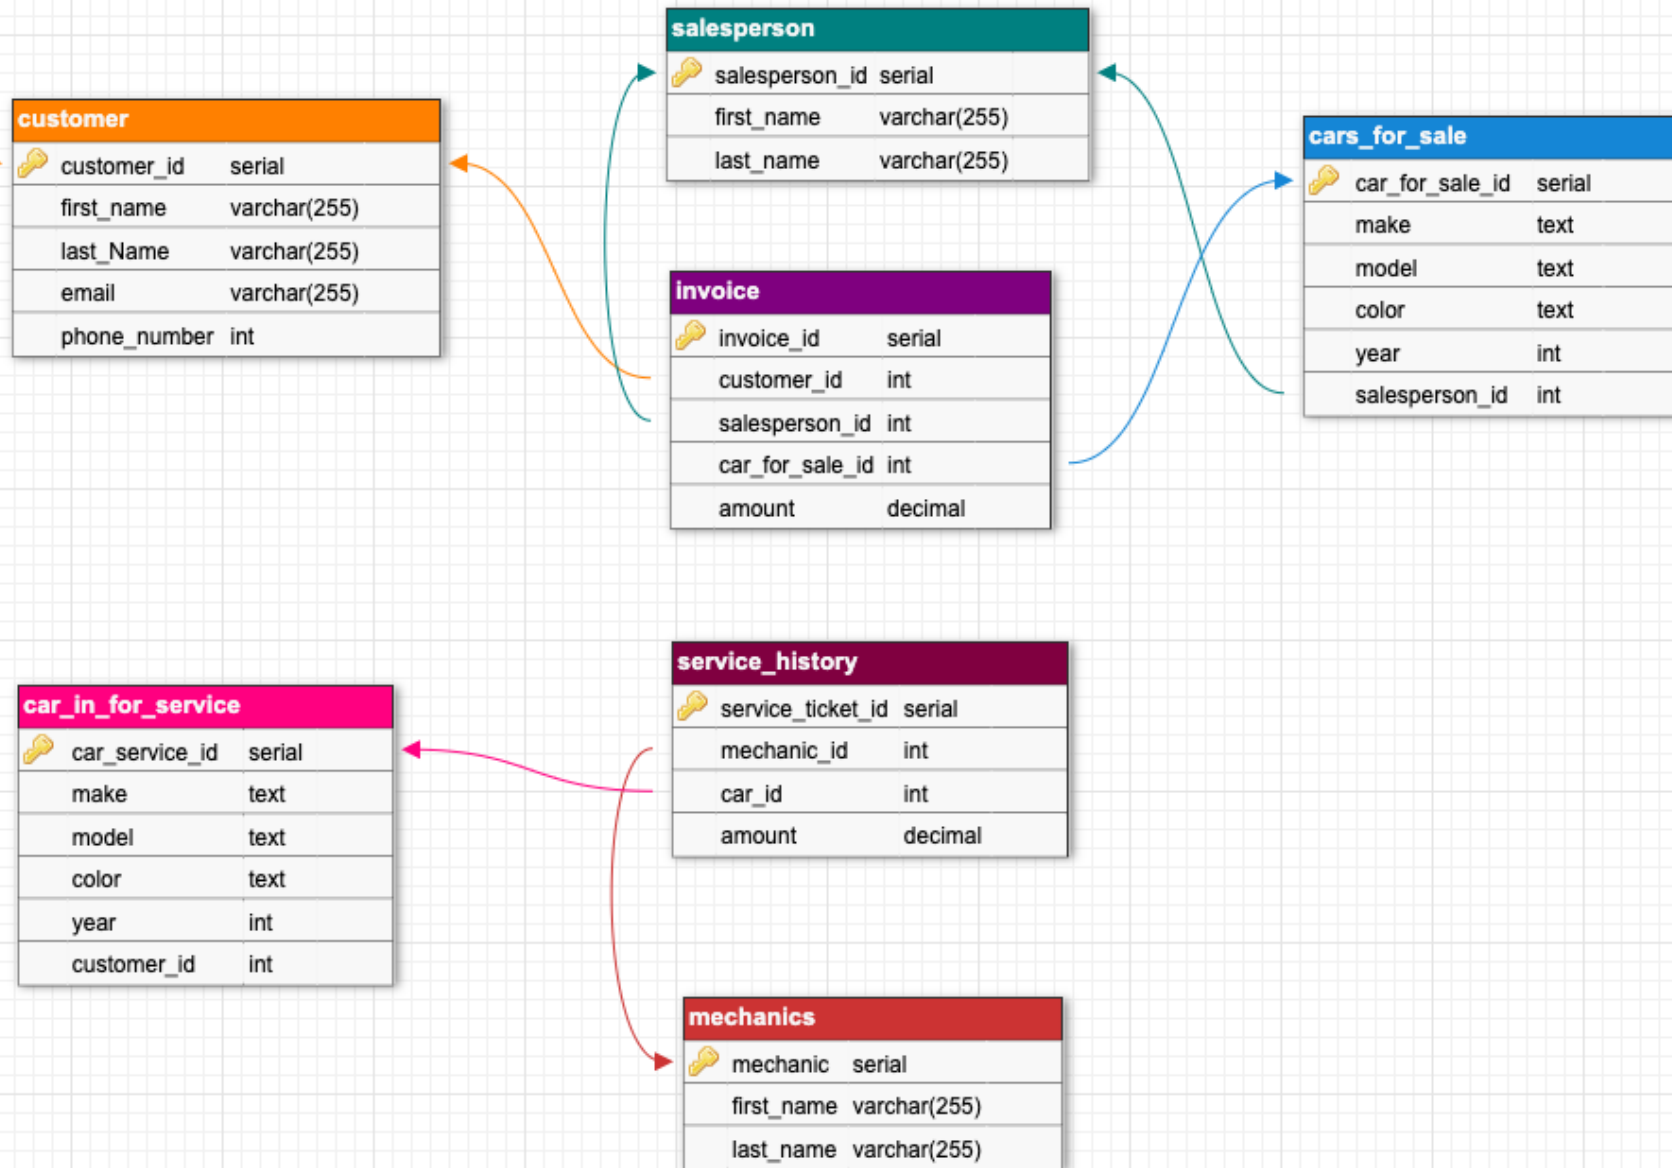 salesperson
salesperson_id serial
first_name varchar(255)
last_name varchar(255)
customer
customer_id serial
first_name varchar(255)
last_Name varchar(255)
email varchar(255)
phone_number int
cars_for_sale
car_for_sale_id serial
make text
model text
color text
year int
salesperson_id int
invoice
invoice_id serial
customer_id int
salesperson_id int
car_for_sale_id int
amount decimal
service_history
service_ticket_id serial
mechanic_id int
car_id int
amount decimal
car_in_for_service
car_service_id serial
make text
model text
color text
year int
customer_id int
mechanics
mechanic serial
first_name varchar(255)
last_name varchar(255)